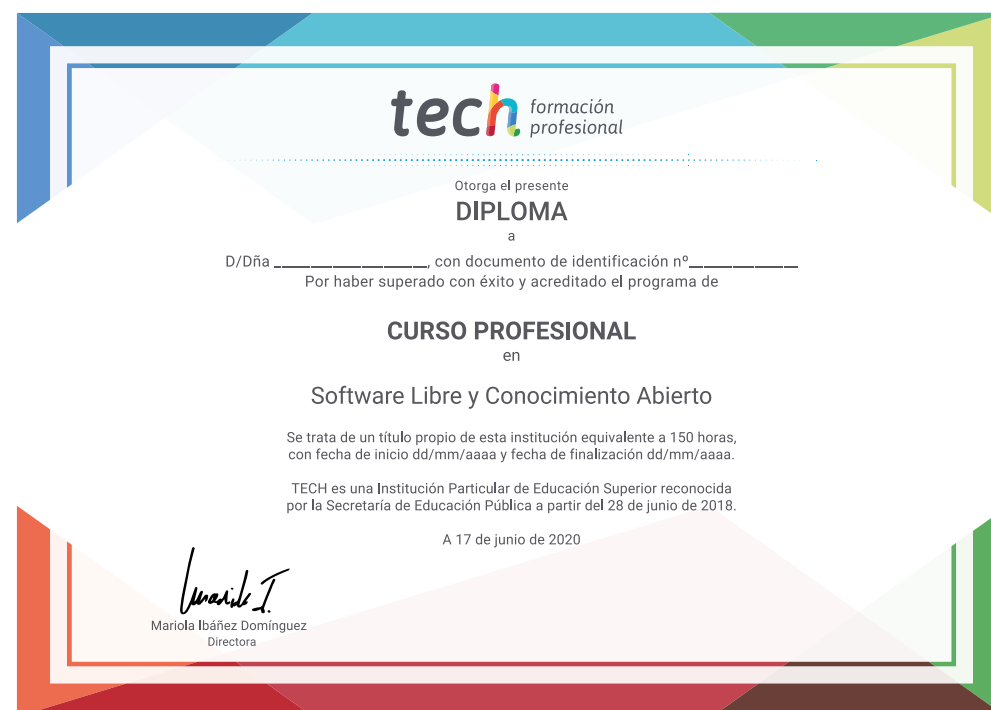 tech formación
profesional
Otorga el presente
DIPLOMA
a
D/Dña ______________, con documento de identificación nº__________
Por haber superado con éxito y acreditado el programa de
CURSO PROFESIONAL
en
Software Libre y Conocimiento Abierto
Se trata de un título propio de esta institución equivalente a 150 horas,
con fecha de inicio dd/mm/aaaa y fecha de finalización dd/mm/aaaa.
TECH es una Institución Particular de Educación Superior reconocida
por la Secretaría de Educación Pública a partir del 28 de junio de 2018.
A 17 de junio de 2020
Mariola Ibáñez Domínguez
Directora